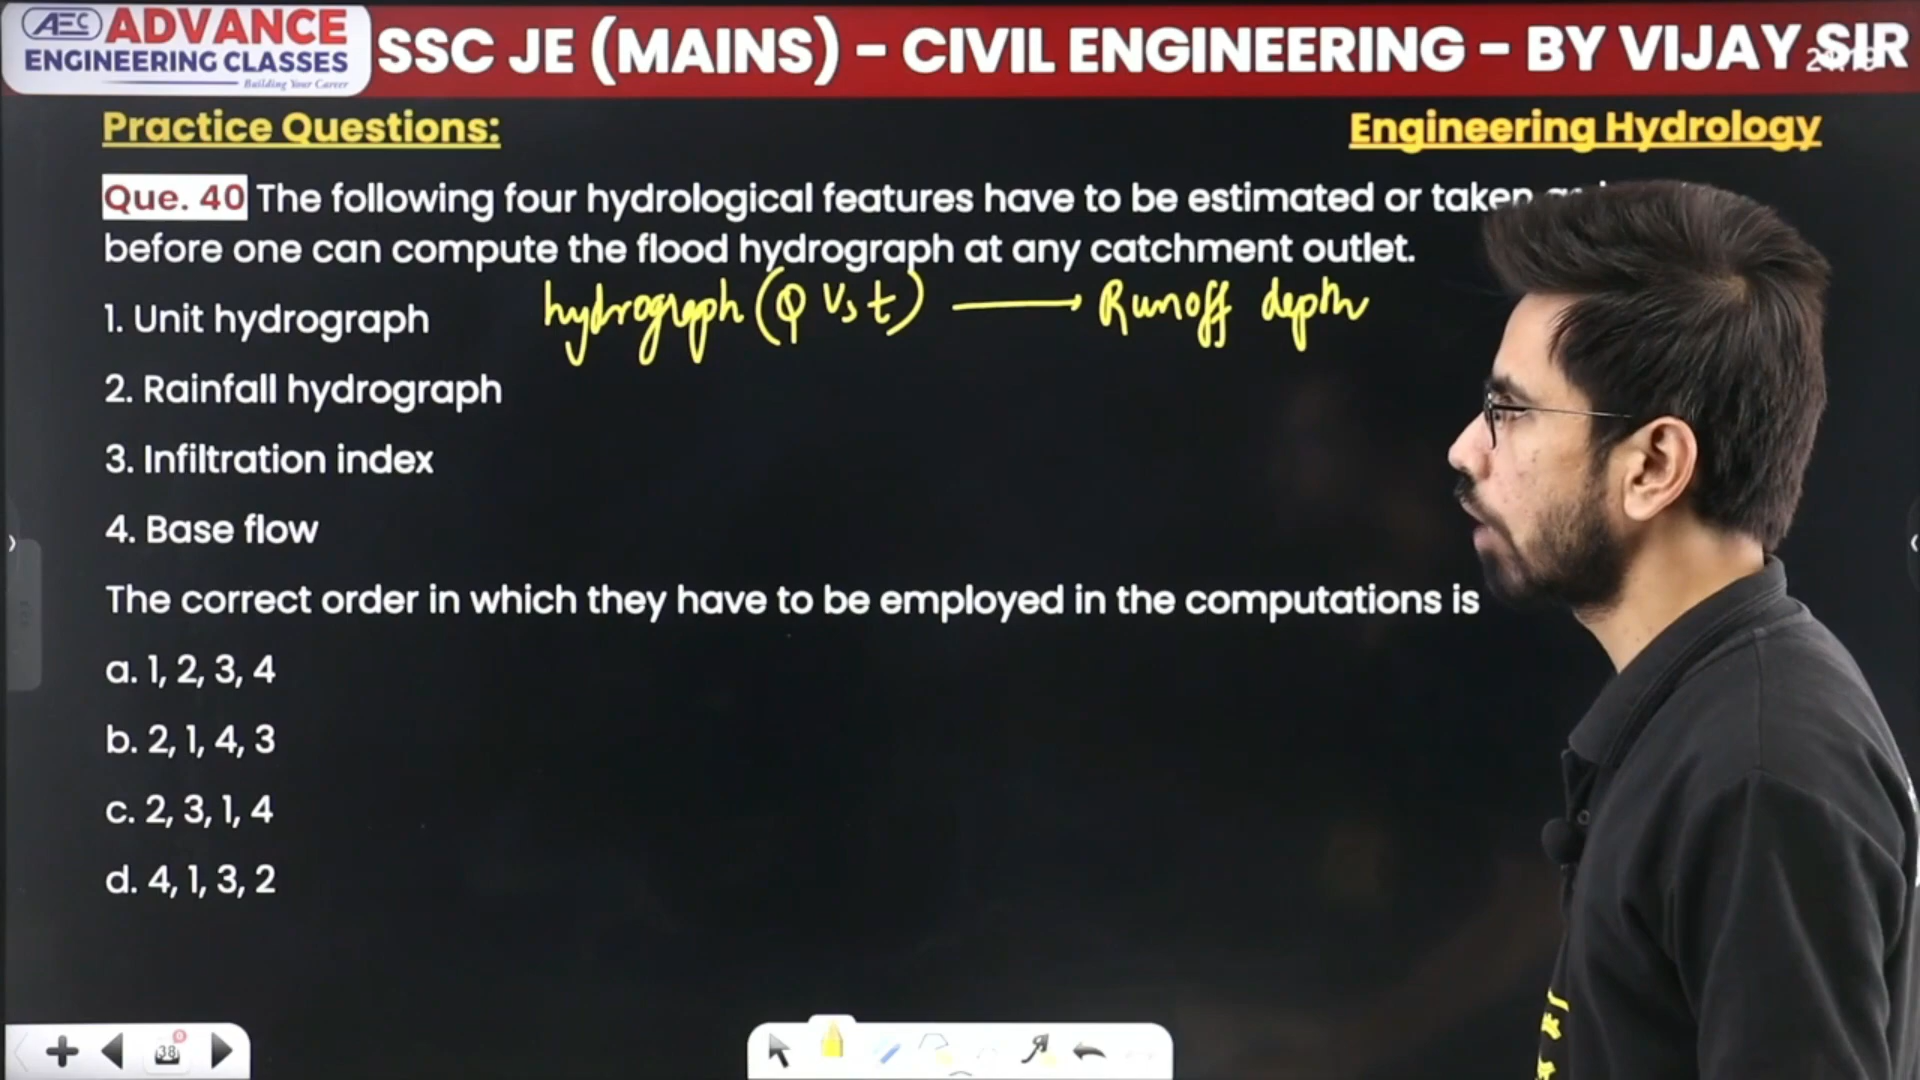 AEC ADVANCE
ENGINEERING CLASSES
Building Your Career
SSC JE (MAINS) – CIVIL ENGINEERING – BY VIJAY SIR
Practice Questions:
Engineering Hydrology
Que. 40 The following four hydrological features have to be estimated or taken
before one can compute the flood hydrograph at any catchment outlet.
hydrograph (Q Vs t) → Runoff depth
1. Unit hydrograph
2. Rainfall hydrograph
3. Infiltration index
4. Base flow
The correct order in which they have to be employed in the computations is
a. 1, 2, 3, 4
b. 2, 1, 4, 3
c. 2, 3, 1, 4
d. 4, 1, 3, 2
38